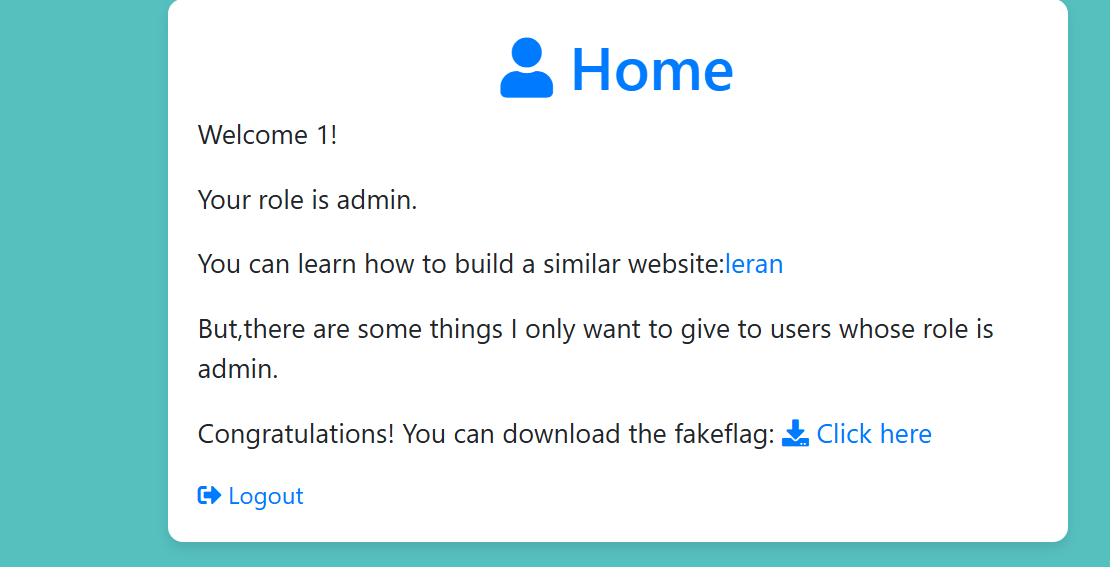 Home
Welcome 1!
Your role is admin.
You can learn how to build a similar website:leran
But,there are some things I only want to give to users whose role is
admin.
Congratulations! You can download the fakeflag: Click here
Logout